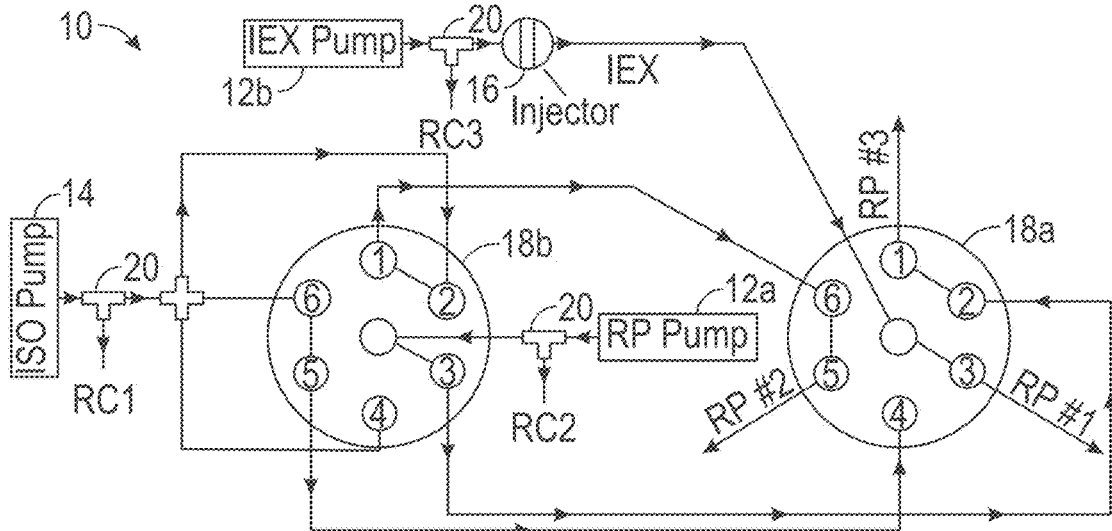 10
IEX Pump
12b
20
16
Injector
IEX
RC3
RP #3
14
ISO Pump
20
RC1
18b
1
2
3
4
5
6
20
RP Pump
12a
RC2
18a
1
2
3
4
5
6
RP #2
RP #1